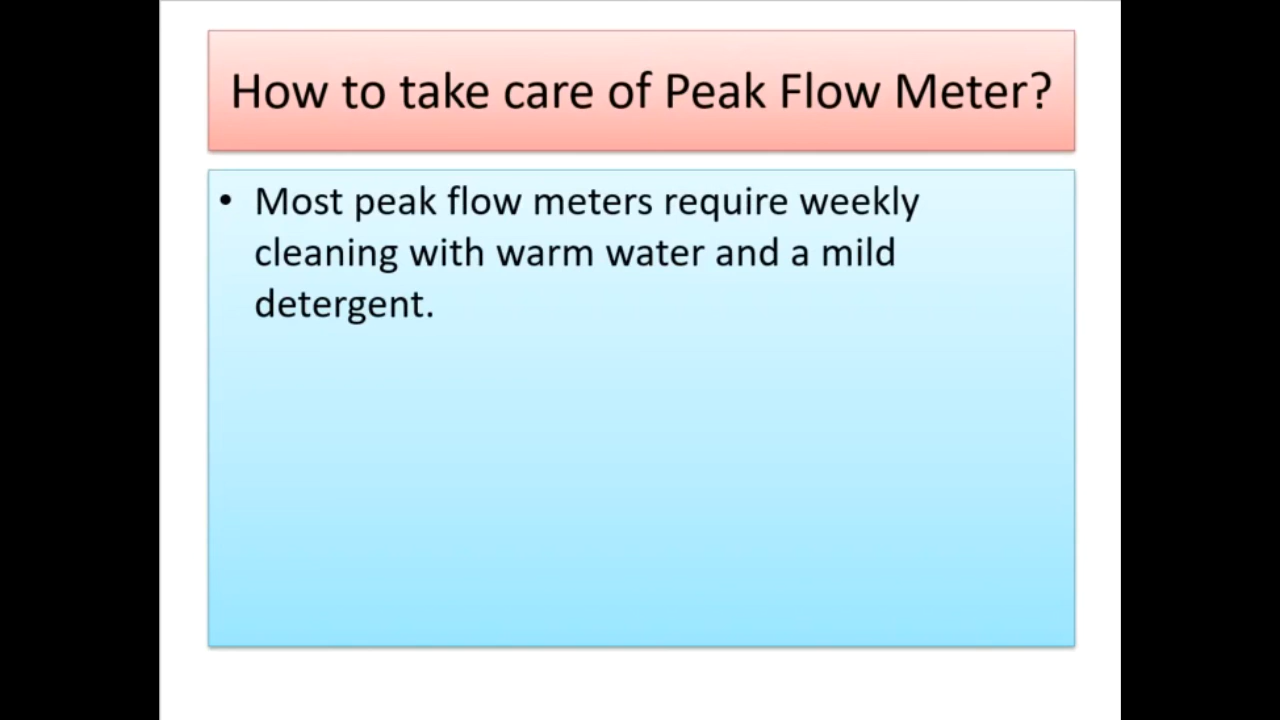 How to take care of Peak Flow Meter?
• Most peak flow meters require weekly
cleaning with warm water and a mild
detergent.